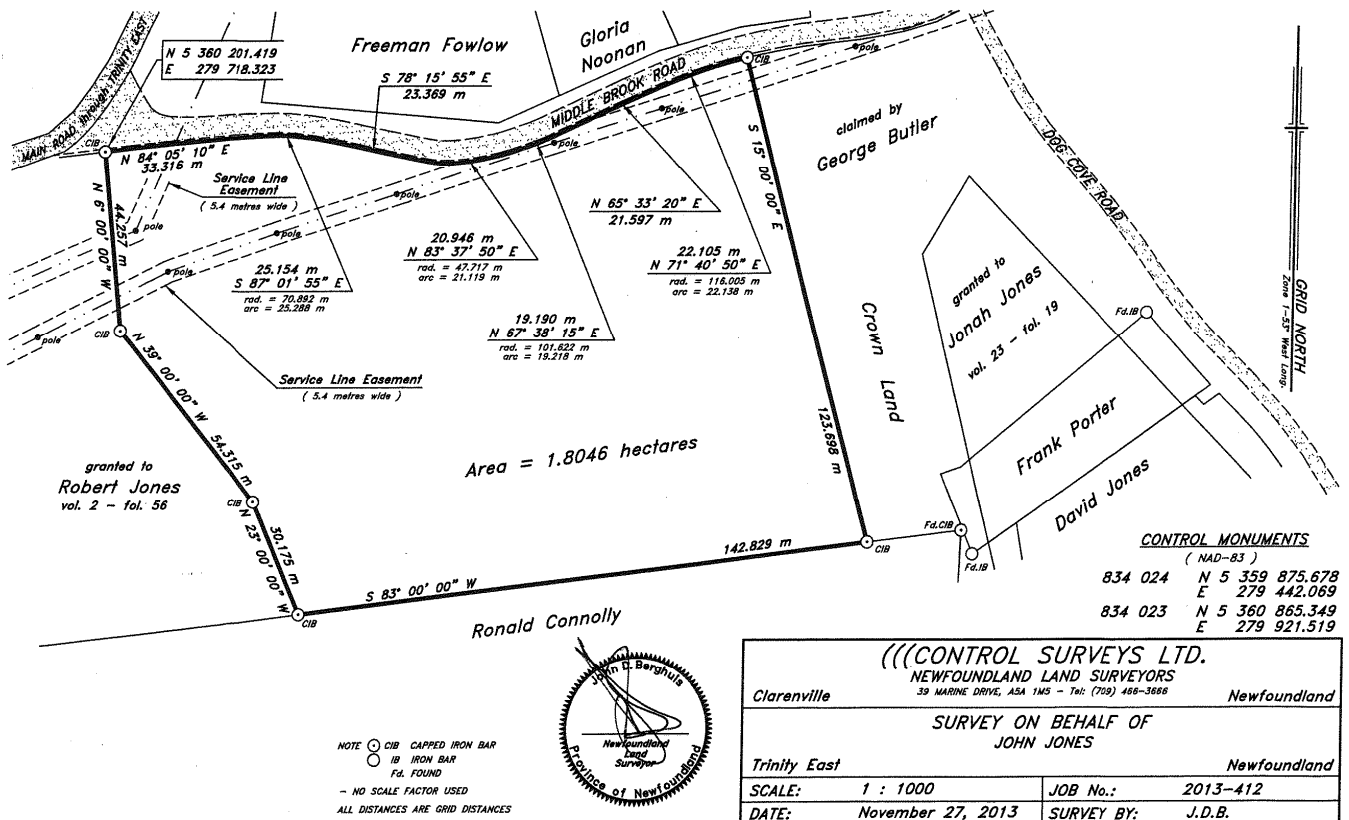 N 5 360 201.419
E 279 718.323
MAIN ROAD through TRINITY EAST
Freeman Fowlow
Gloria
Noonan
S 78° 15' 55" E
23.369 m
MIDDLE BROOK ROAD
pole
CIB
pole
claimed by
George Butler
DOG COVE ROAD
GRID NORTH
Zone 1-53° West Long.
CIB
N 84° 05' 10" E
33.316 m
Service Line
Easement
( 5.4 metres wide )
pole
pole
pole
pole
pole
pole
N 6° 00' 00" W
44.257 m
25.154 m
S 87° 01' 55" E
rad. = 70.892 m
arc = 25.288 m
20.946 m
N 83° 37' 50" E
rad. = 47.717 m
arc = 21.119 m
N 65° 33' 20" E
21.597 m
22.105 m
N 71° 40' 50" E
rad. = 116.005 m
arc = 22.138 m
19.190 m
N 67° 38' 15" E
rad. = 101.622 m
arc = 19.218 m
S 15° 00' 00" E
123.698 m
Crown Land
granted to
Jonah Jones
vol. 23 - fol. 19
Fd.IB
CIB
Service Line Easement
( 5.4 metres wide )
N 39° 00' 00" W
54.315 m
Area = 1.8046 hectares
Frank Porter
David Jones
granted to
Robert Jones
vol. 2 - fol. 56
CIB
N 23° 00' 00" W
30.175 m
S 83° 00' 00" W
142.829 m
CIB
Fd.CIB
Fd.IB
CIB
Ronald Connolly
CONTROL MONUMENTS
( NAD-83 )
834 024 N 5 359 875.678
E 279 442.069
834 023 N 5 360 865.349
E 279 921.519
John D. Berghuis
Newfoundland
Land
Surveyor
Province of Newfoundland
NOTE CIB CAPPED IRON BAR
IB IRON BAR
Fd. FOUND
- NO SCALE FACTOR USED
ALL DISTANCES ARE GRID DISTANCES
(((CONTROL SURVEYS LTD.
NEWFOUNDLAND LAND SURVEYORS
Clarenville 39 MARINE DRIVE, A5A 1M5 - Tel: (709) 466-3666 Newfoundland
SURVEY ON BEHALF OF
JOHN JONES
Trinity East Newfoundland
SCALE: 1 : 1000 JOB No.: 2013-412
DATE: November 27, 2013 SURVEY BY: J.D.B.